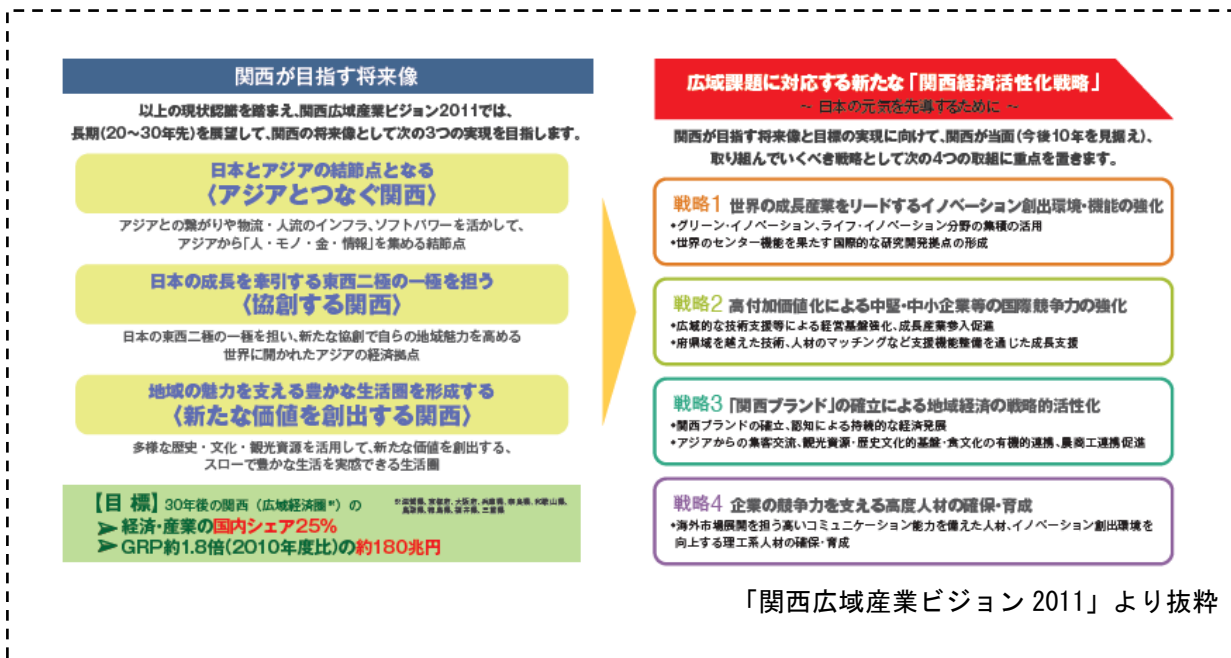 関西が目指す将来像
以上の現状認識を踏まえ、関西広域産業ビジョン2011では、
長期(20~30年先)を展望して、関西の将来像として次の3つの実現を目指します。
日本とアジアの結節点となる
〈アジアとつなぐ関西〉
アジアとの繋がりや物流・人流のインフラ、ソフトパワーを活かして、
アジアから「人・モノ・金・情報」を集める結節点
日本の成長を牽引する東西二極の一極を担う
〈協創する関西〉
日本の東西二極の一極を担い、新たな協創で自らの地域魅力を高める
世界に開かれたアジアの経済拠点
地域の魅力を支える豊かな生活圏を形成する
〈新たな価値を創出する関西〉
多様な歴史・文化・観光資源を活用して、新たな価値を創出する、
スローで豊かな生活を実感できる生活圏
【目 標】30年後の関西(広域経済圏※)の
※滋賀県、京都府、大阪府、兵庫県、奈良県、和歌山県、
鳥取県、徳島県、福井県、三重県
➤経済・産業の国内シェア25%
➤GRP約1.8倍(2010年度比)の約180兆円
広域課題に対応する新たな「関西経済活性化戦略」
~ 日本の元気を先導するために ~
関西が目指す将来像と目標の実現に向けて、関西が当面(今後10年を見据え)、
取り組んでいくべき戦略として次の4つの取組に重点を置きます。
戦略1 世界の成長産業をリードするイノベーション創出環境・機能の強化
・グリーン・イノベーション、ライフ・イノベーション分野の集積の活用
・世界のセンター機能を果たす国際的な研究開発拠点の形成
戦略2 高付加価値化による中堅・中小企業等の国際競争力の強化
・広域的な技術支援等による経営基盤強化、成長産業参入促進
・府県域を越えた技術、人材のマッチングなど支援機能整備を通じた成長支援
戦略3 「関西ブランド」の確立による地域経済の戦略的活性化
・関西ブランドの確立、認知による持続的な経済発展
・アジアからの集客交流、観光資源・歴史文化的基盤・食文化の有機的連携、農商工連携促進
戦略4 企業の競争力を支える高度人材の確保・育成
・海外市場展開を担う高いコミュニケーション能力を備えた人材、イノベーション創出環境を
向上する理工系人材の確保・育成
「関西広域産業ビジョン2011」より抜粋